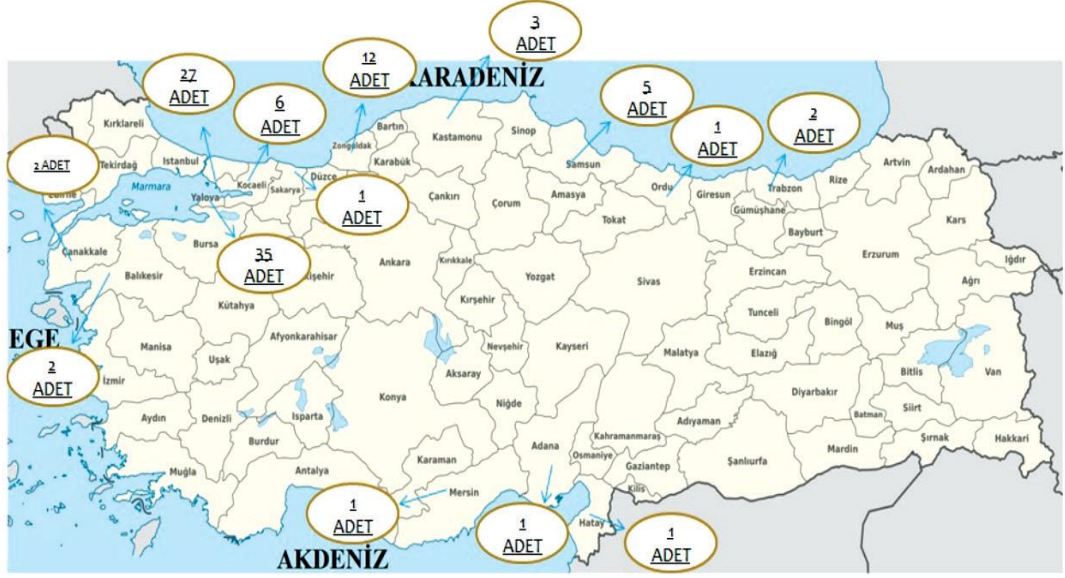 3
ADET
12
ADET
KARADENİZ
27
ADET
6
ADET
5
ADET
1
ADET
2
ADET
Kırklareli
Bartın
Kastamonu
Sinop
Zonguldak
Karabük
Samsun
Artvin
Ardahan
2 ADET
Tekirdağ
Istanbul
Kocaeli
Sakarya
Düzce
Edirne
Marmara
Yalova
1
ADET
Çankırı
Çorum
Amasya
Tokat
Ordu
Giresun
Trabzon
Gümüşhane
Rize
Bayburt
Kars
Çanakkale
Bursa
35
ADET
Balıkesir
Kütahya
Ankara
Kırıkkale
Kırşehir
Yozgat
Sivas
Erzincan
Erzurum
Iğdır
Ağrı
EGE
Manisa
Uşak
Afyonkarahisar
Nevşehir
Kayseri
Malatya
Tunceli
Elazığ
Bingöl
Muş
Bitlis
Van
2
ADET
İzmir
Aksaray
Konya
Niğde
Diyarbakır
Batman
Siirt
Aydın
Denizli
Isparta
Burdur
Kahramanmaraş
Adıyaman
Mardin
Şırnak
Hakkari
Muğla
Antalya
Karaman
Mersin
Adana
Osmaniye
Gaziantep
Kilis
Şanlıurfa
1
ADET
1
ADET
Hatay
1
ADET
AKDENİZ